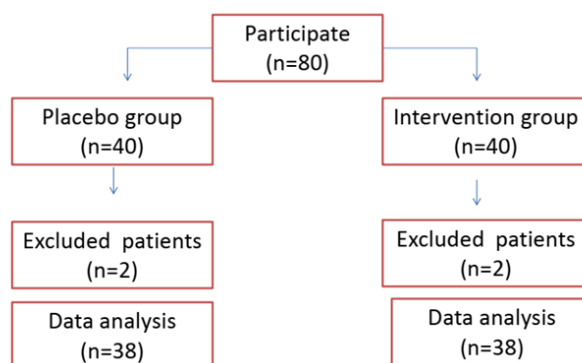 Participate
(n=80)
Placebo group
(n=40)
Intervention group
(n=40)
Excluded patients
(n=2)
Excluded patients
(n=2)
Data analysis
(n=38)
Data analysis
(n=38)